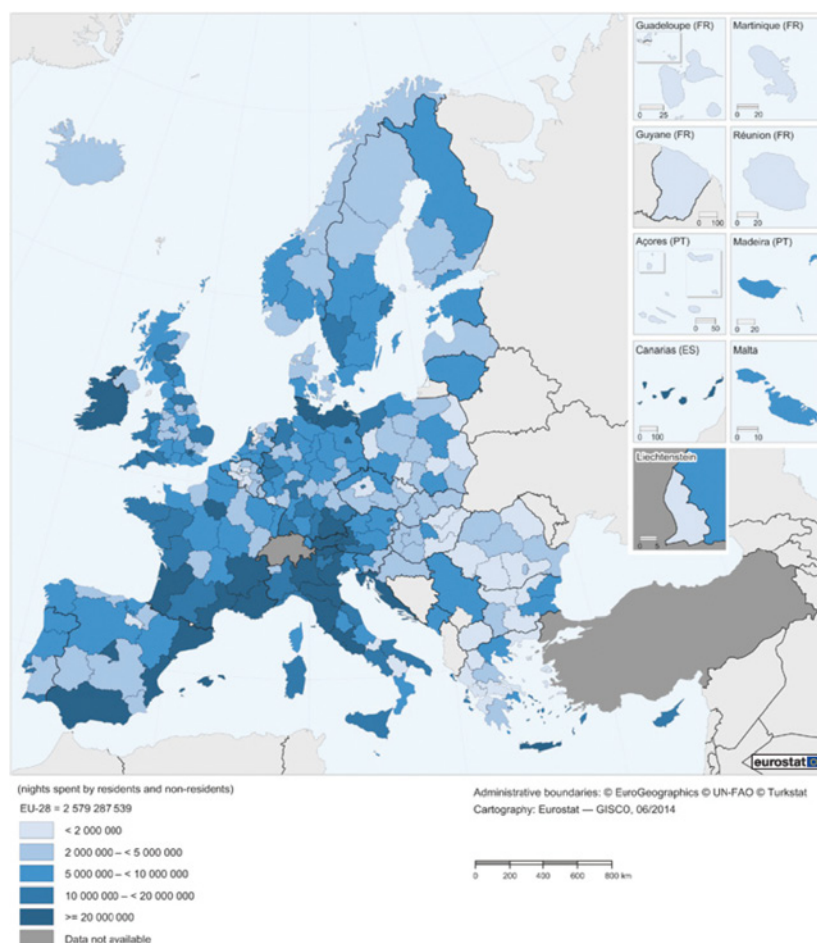 Guadeloupe (FR)
Martinique (FR)
0 25
0 20
Guyane (FR)
Réunion (FR)
0 100
0 20
Açores (PT)
Madeira (PT)
0 50
0 20
Canarias (ES)
Malta
0 100
0 10
Liechtenstein
eurostat
(nights spent by residents and non-residents)
EU-28 = 2 579 287 539
< 2 000 000
2 000 000 – < 5 000 000
5 000 000 – < 10 000 000
10 000 000 – < 20 000 000
>= 20 000 000
Data not available
Administrative boundaries: © EuroGeographics © UN-FAO © Turkstat
Cartography: Eurostat — GISCO, 06/2014
0 200 400 600 800 km